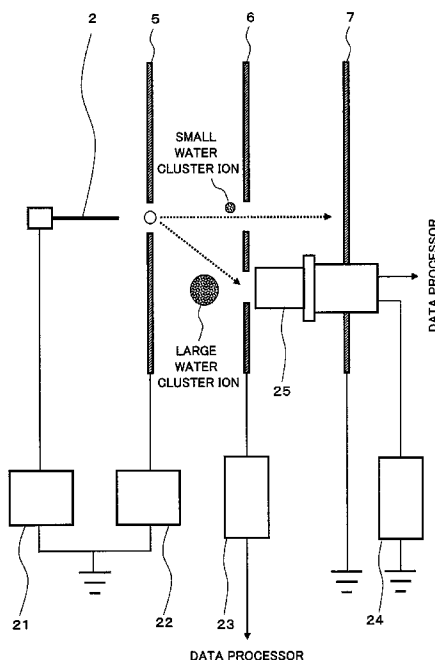 5
6
7
2
SMALL
WATER
CLUSTER ION
DATA PROCESSOR
LARGE
WATER
CLUSTER ION
25
21
22
23
24
DATA PROCESSOR